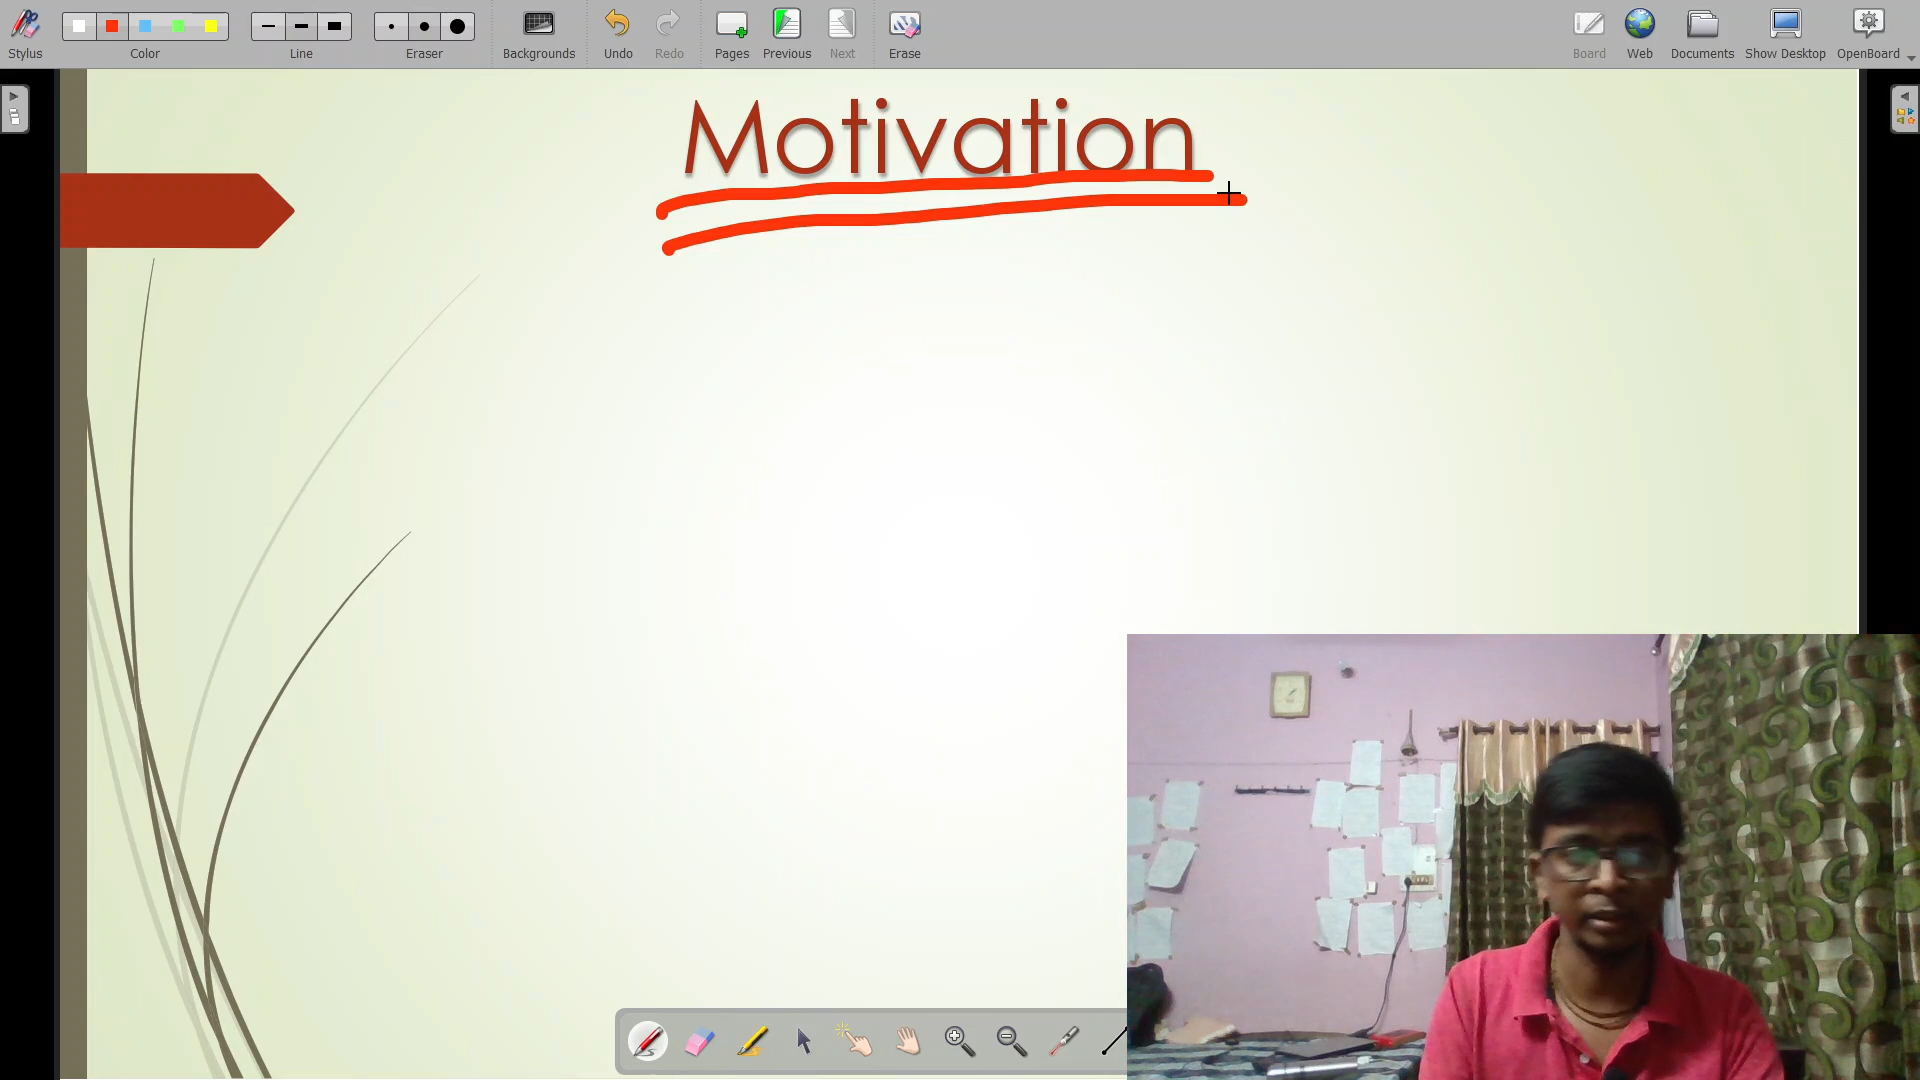 Stylus
Color
Line
Eraser
Backgrounds
Undo
Redo
Pages
Previous
Next
Erase
Board
Web
Documents
Show Desktop
OpenBoard
Motivation